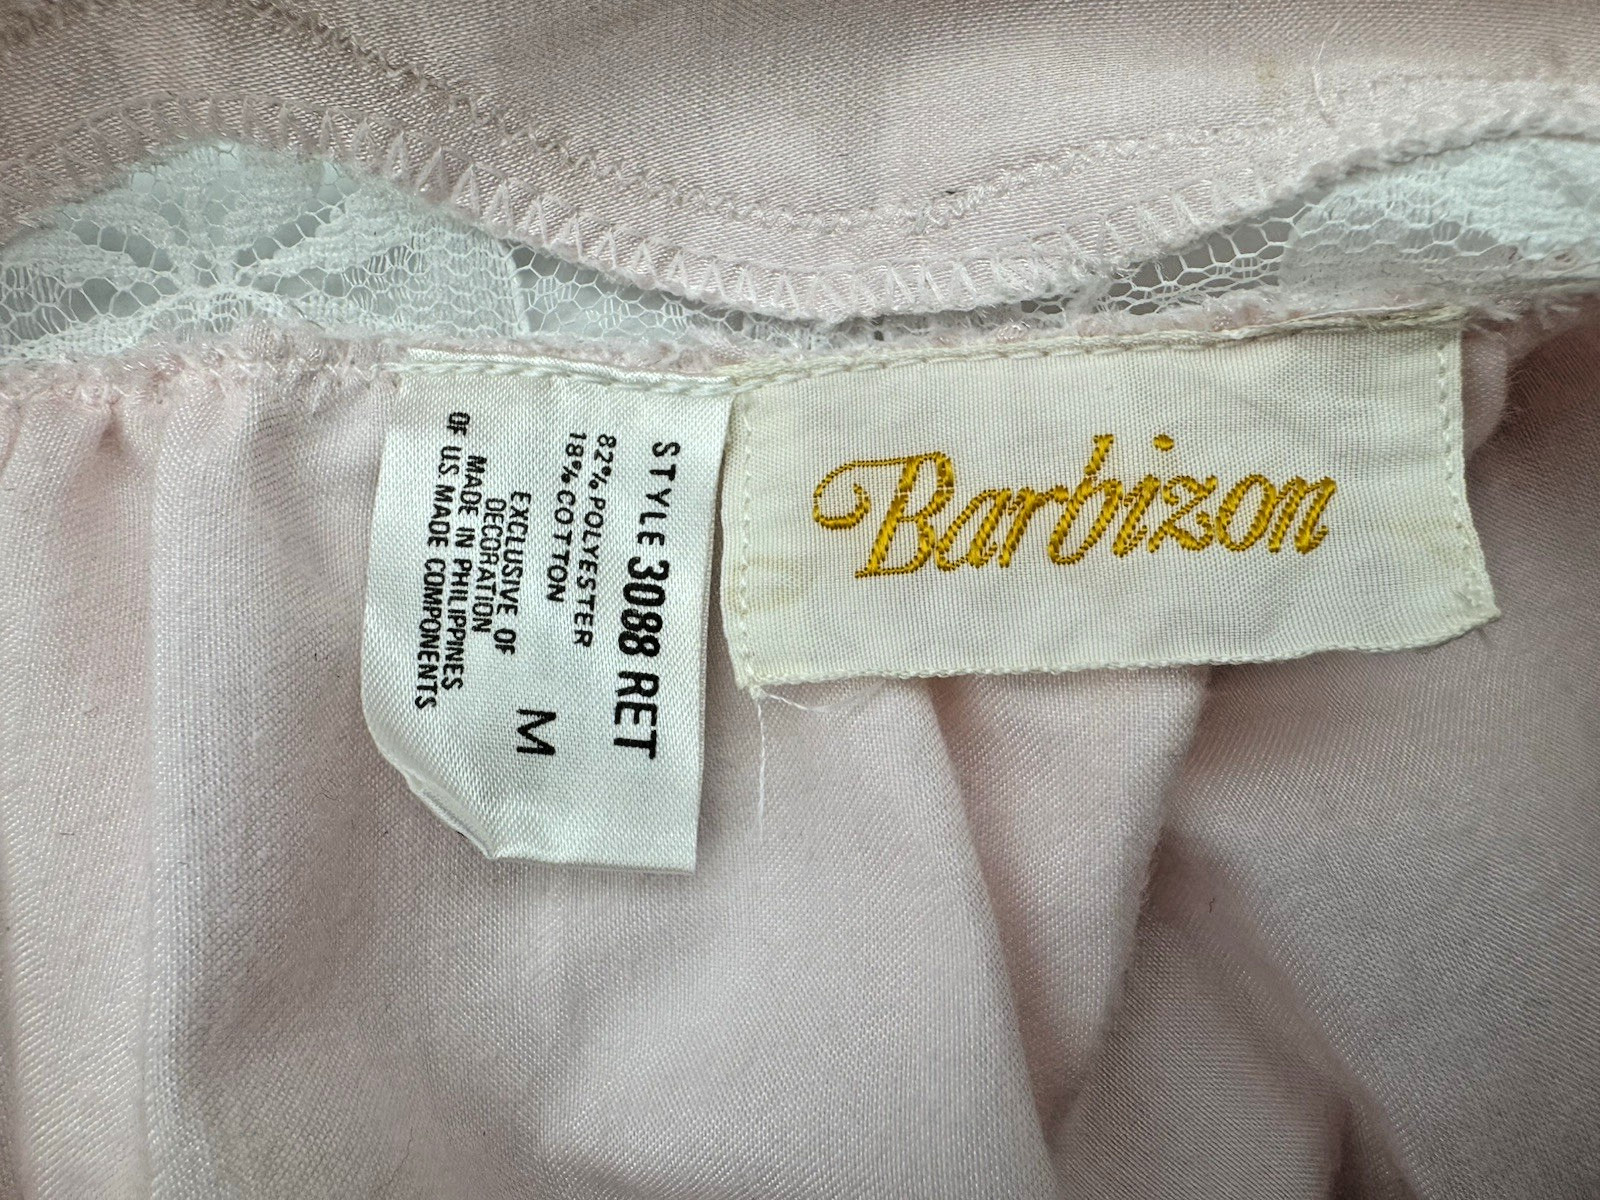 Barbizon
STYLE 3088 RET
82% POLYESTER
18% COTTON
M
EXCLUSIVE OF
DECORATION
MADE IN PHILIPPINES
OF US MADE COMPONENTS